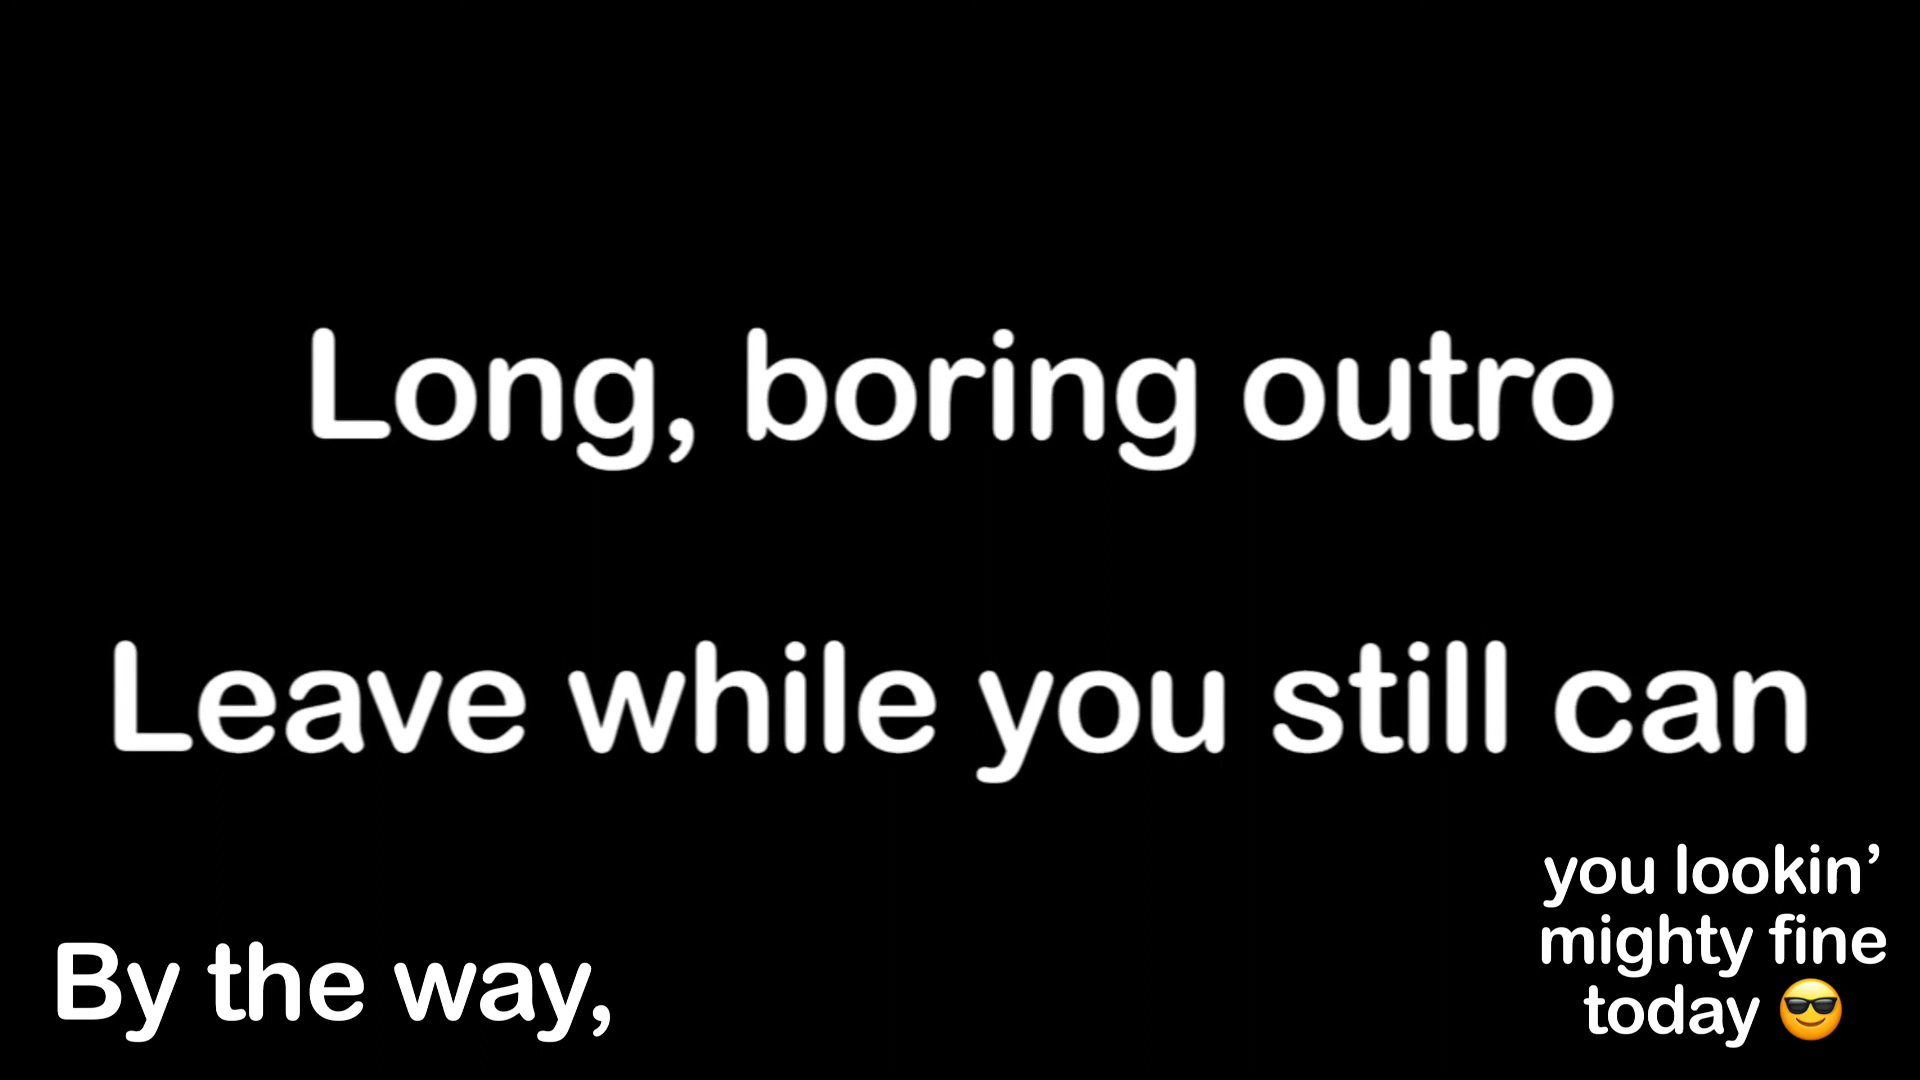 Long, boring outro
Leave while you still can
By the way,
you lookin’
mighty fine
today 😎